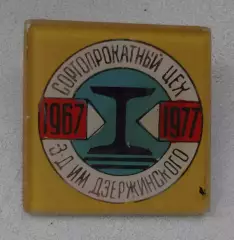 СОРТОПРОКАТНЫЙ ЦЕХ
1967
1977
З-Д ИМ. ДЗЕРЖИНСКОГО